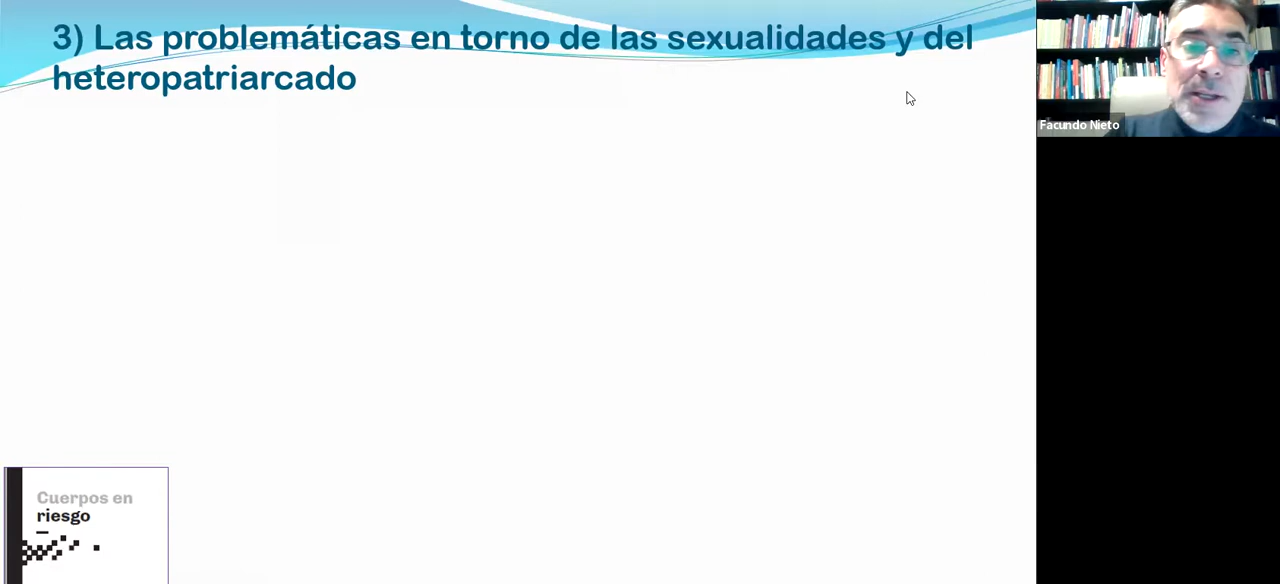 3) Las problemáticas en torno de las sexualidades y del
heteropatriarcado
Facundo Nieto
Cuerpos en
riesgo